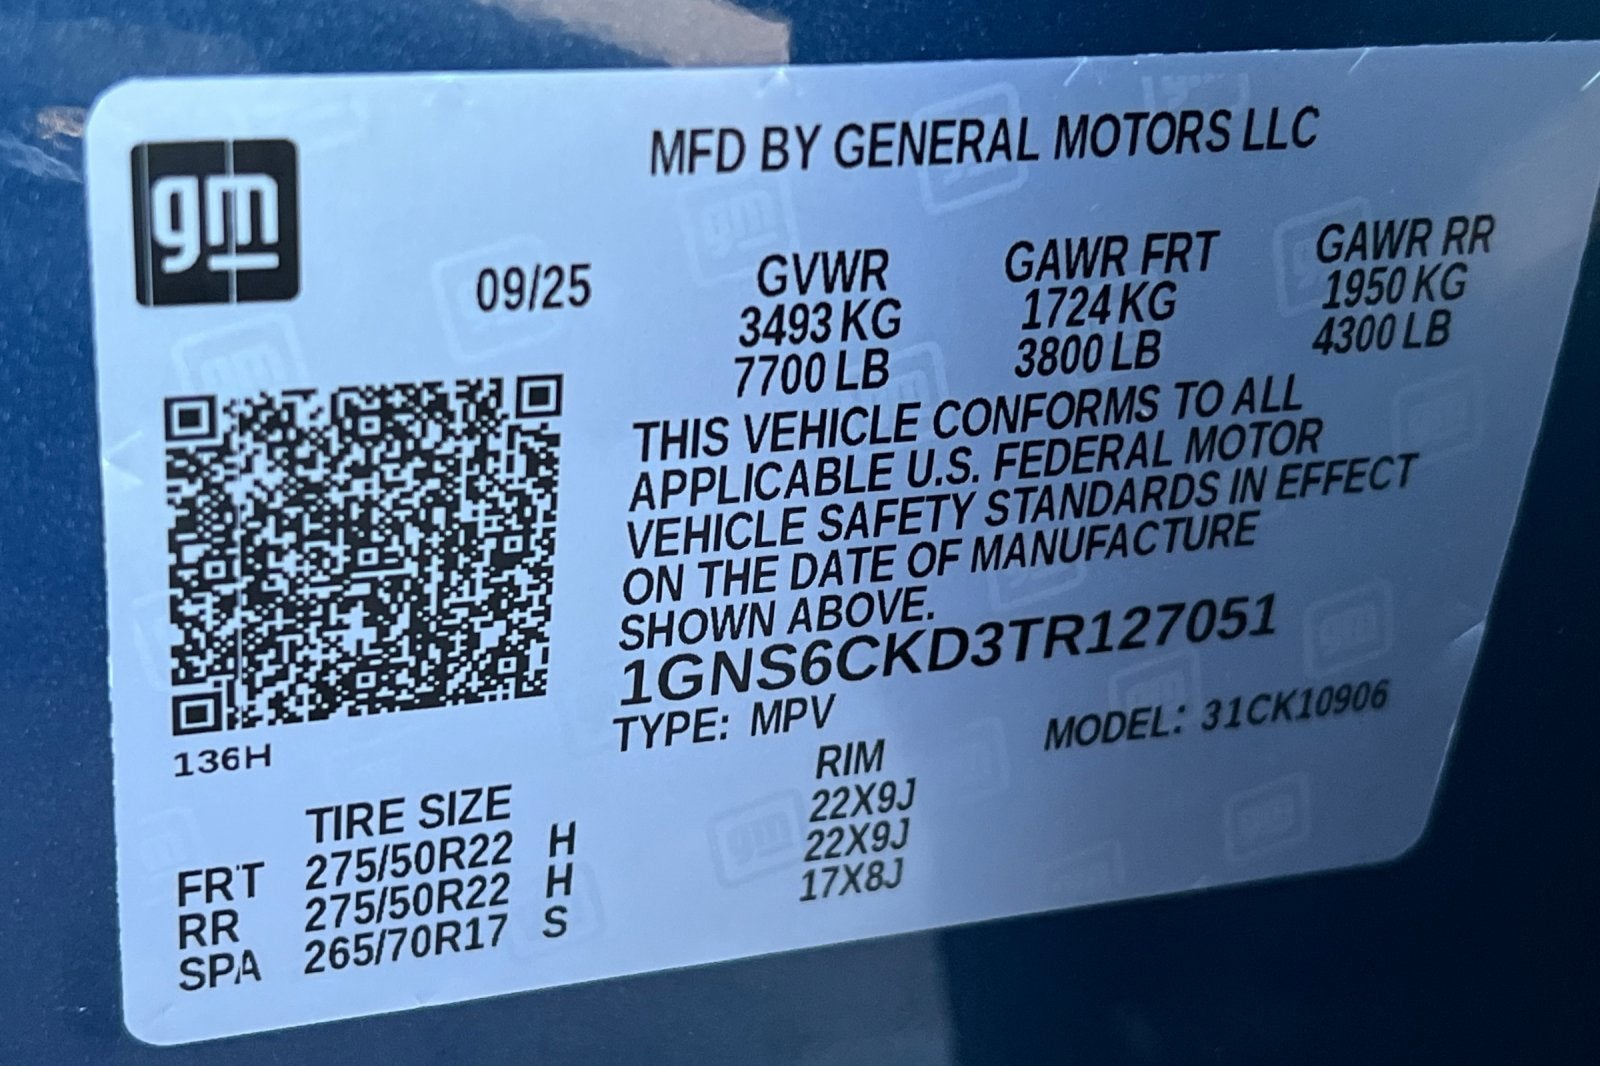 gm
MFD BY GENERAL MOTORS LLC
09/25
GVWR
3493 KG
7700 LB
GAWR FRT
1724 KG
3800 LB
GAWR RR
1950 KG
4300 LB
THIS VEHICLE CONFORMS TO ALL
APPLICABLE U.S. FEDERAL MOTOR
VEHICLE SAFETY STANDARDS IN EFFECT
ON THE DATE OF MANUFACTURE
SHOWN ABOVE.
1GNS6CKD3TR127051
TYPE: MPV MODEL: 31CK10906
136H
TIRE SIZE RIM
FRT 275/50R22 H 22X9J
RR 275/50R22 H 22X9J
SPA 265/70R17 S 17X8J